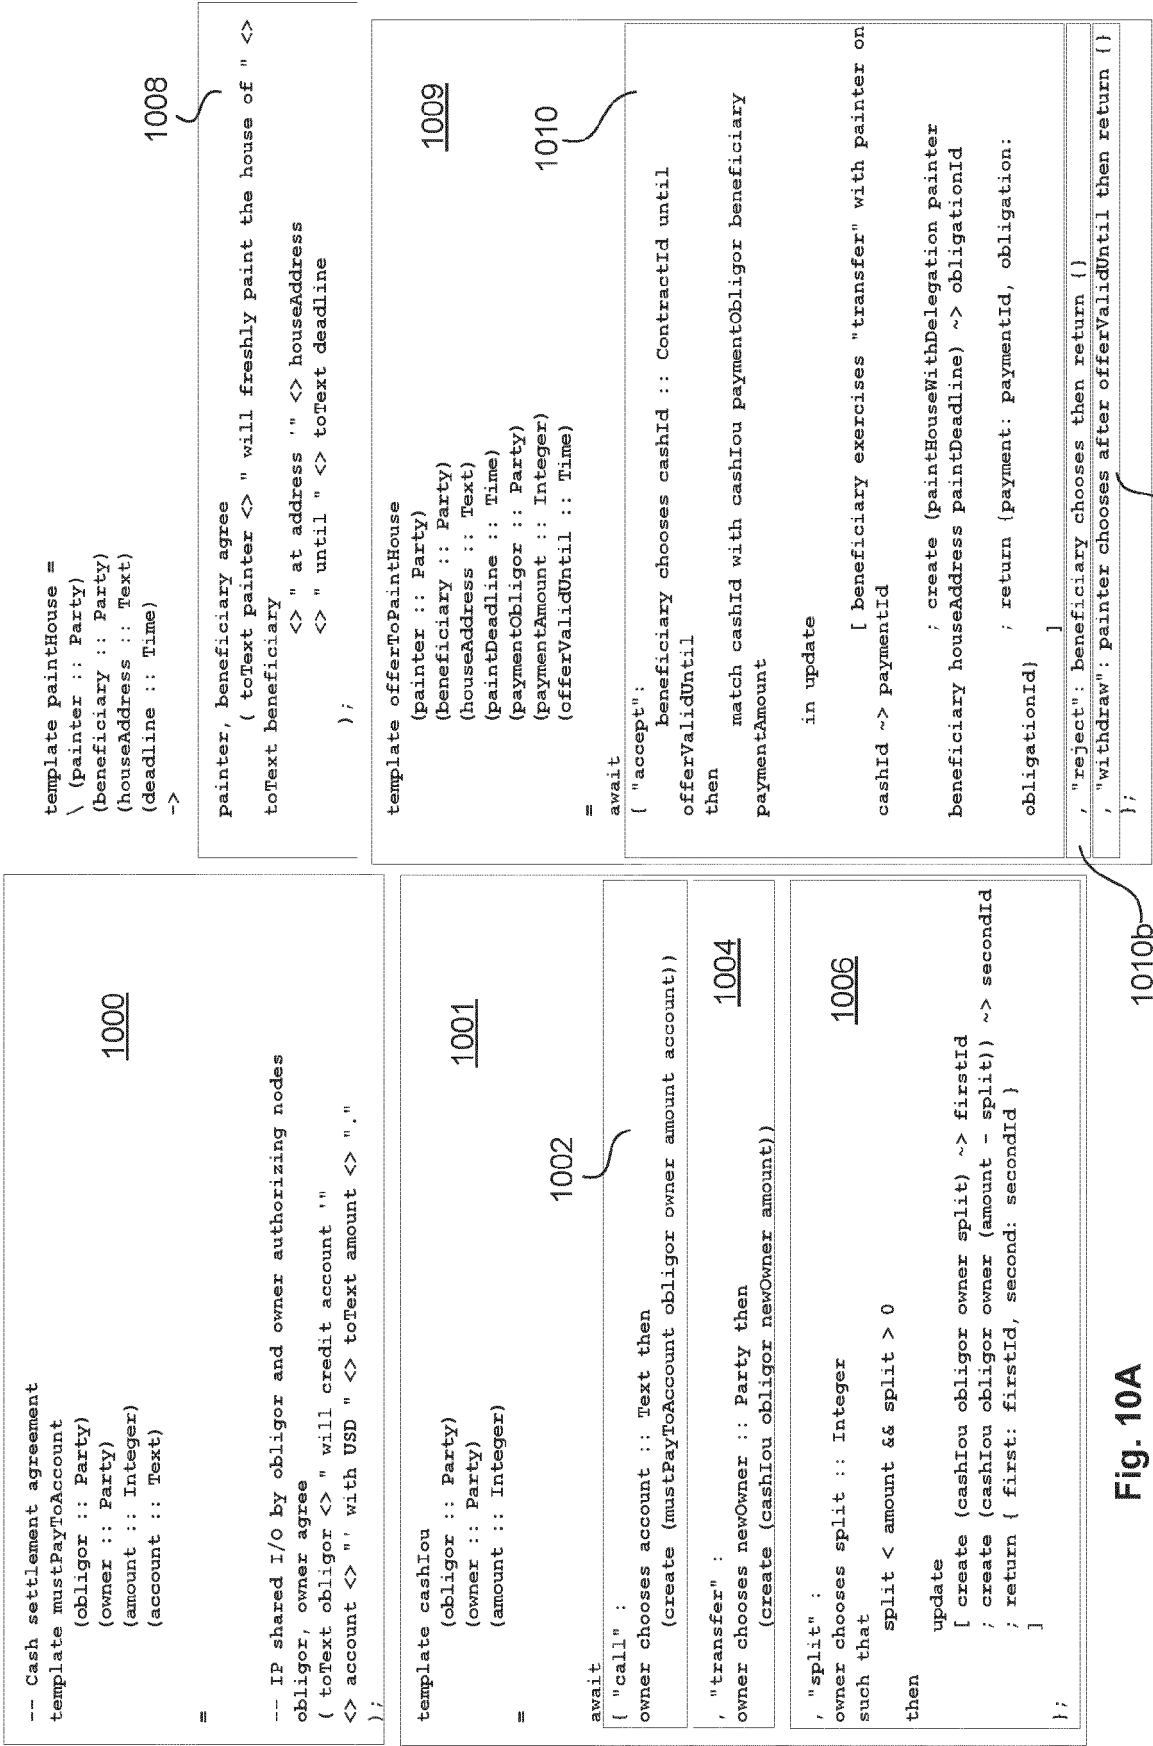 -- Cash settlement agreement
template mustPayToAccount
(obligor :: Party)
(owner :: Party)
(amount :: Integer)
(account :: Text)
=
-- IP shared I/O by obligor and owner authorizing nodes
obligor, owner agree
( toText obligor <> " will credit account '"
<> account <> "' with USD " <> toText amount <> "."
);
1000
template cashIou
(obligor :: Party)
(owner :: Party)
(amount :: Integer)
=
await
1001
1002
{ "call" :
owner chooses account :: Text then
(create (mustPayToAccount obligor owner amount account))
, "transfer" :
owner chooses newOwner :: Party then
(create (cashIou obligor newOwner amount))
1004
, "split" :
owner chooses split :: Integer
such that
split < amount && split > 0
then
update
[ create (cashIou obligor owner split) ~> firstId
; create (cashIou obligor owner (amount - split)) ~> secondId
; return { first: firstId, second: secondId }
]
};
1006
template paintHouse =
\ (painter :: Party)
(beneficiary :: Party)
(houseAddress :: Text)
(deadline :: Time)
->
1008
painter, beneficiary agree
( toText painter <> " will freshly paint the house of " <>
toText beneficiary
<> " at address '" <> houseAddress
<> " until " <> toText deadline
);
template offerToPaintHouse
(painter :: Party)
(beneficiary :: Party)
(houseAddress :: Text)
(paintDeadline :: Time)
(paymentObligor :: Party)
(paymentAmount :: Integer)
(offerValidUntil :: Time)
=
await
1009
1010
{ "accept":
beneficiary chooses cashId :: ContractId until
offerValidUntil
then
match cashId with cashIou paymentObligor beneficiary
paymentAmount
in update
[ beneficiary exercises "transfer" with painter on
cashId ~> paymentId
; create (paintHouseWithDelegation painter
beneficiary houseAddress paintDeadline) ~> obligationId
; return {payment: paymentId, obligation:
obligationId}
]
, "reject": beneficiary chooses then return {}
, "withdraw": painter chooses after offerValidUntil then return {}
};
1010b
Fig. 10A